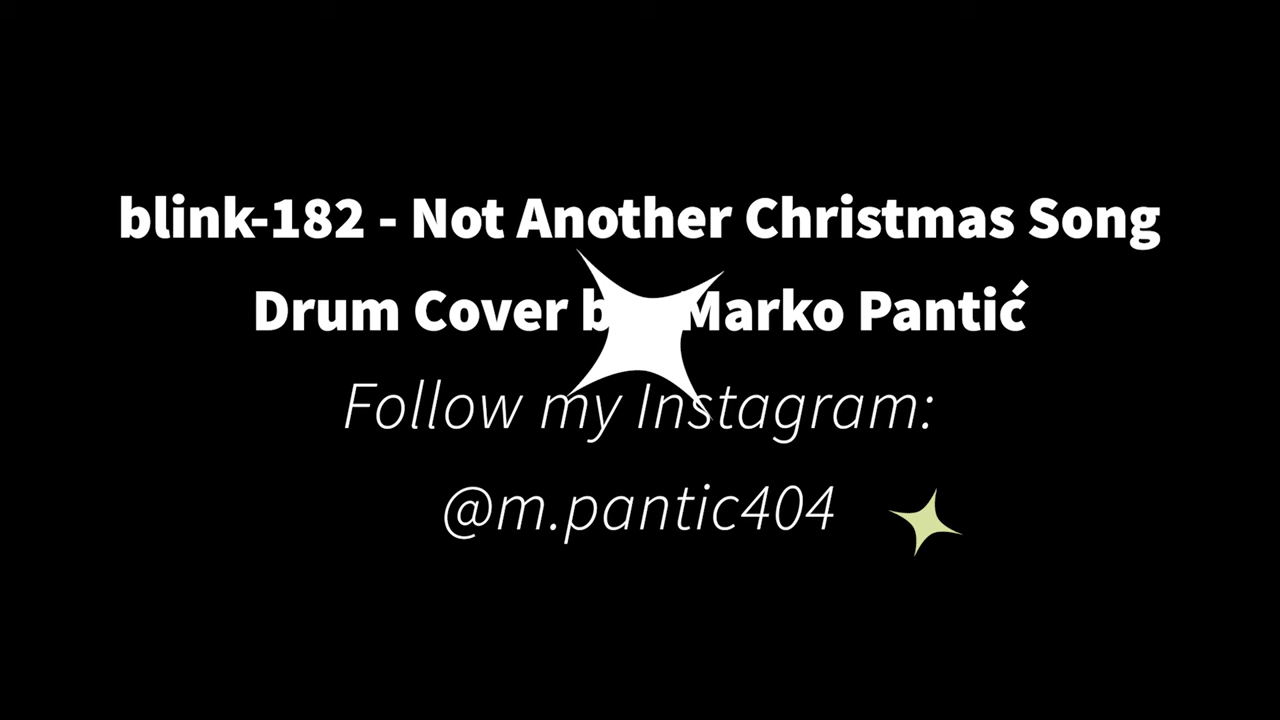 blink-182 - Not Another Christmas Song
Drum Cover b Marko Pantić
Follow my Instagram:
@m.pantic404